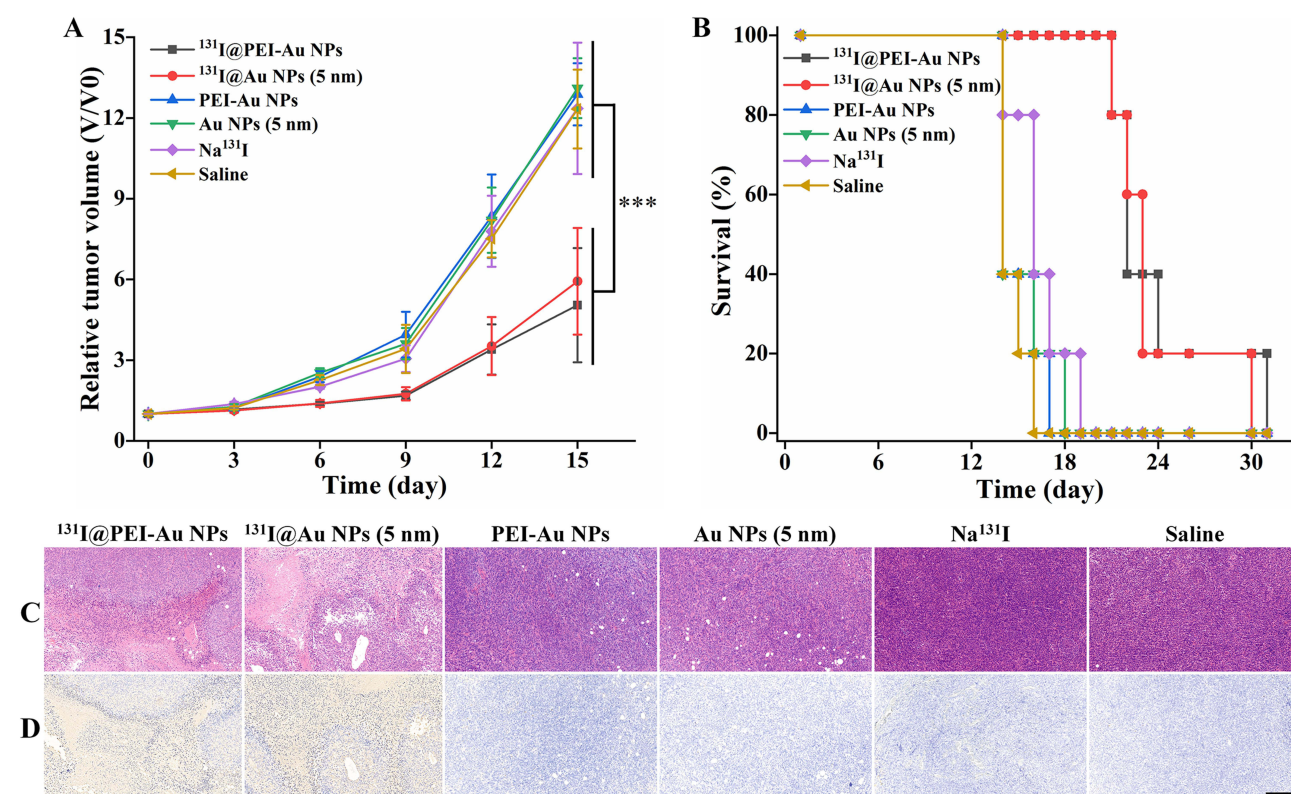 A
15
12
9
6
3
0
Relative tumor volume (V/V0)
¹³¹I@PEI-Au NPs
¹³¹I@Au NPs (5 nm)
PEI-Au NPs
Au NPs (5 nm)
Na¹³¹I
Saline
***
0 3 6 9 12 15
Time (day)
B
100
80
60
40
20
0
Survival (%)
¹³¹I@PEI-Au NPs
¹³¹I@Au NPs (5 nm)
PEI-Au NPs
Au NPs (5 nm)
Na¹³¹I
Saline
0 6 12 18 24 30
Time (day)
¹³¹I@PEI-Au NPs ¹³¹I@Au NPs (5 nm) PEI-Au NPs Au NPs (5 nm) Na¹³¹I Saline
C
D